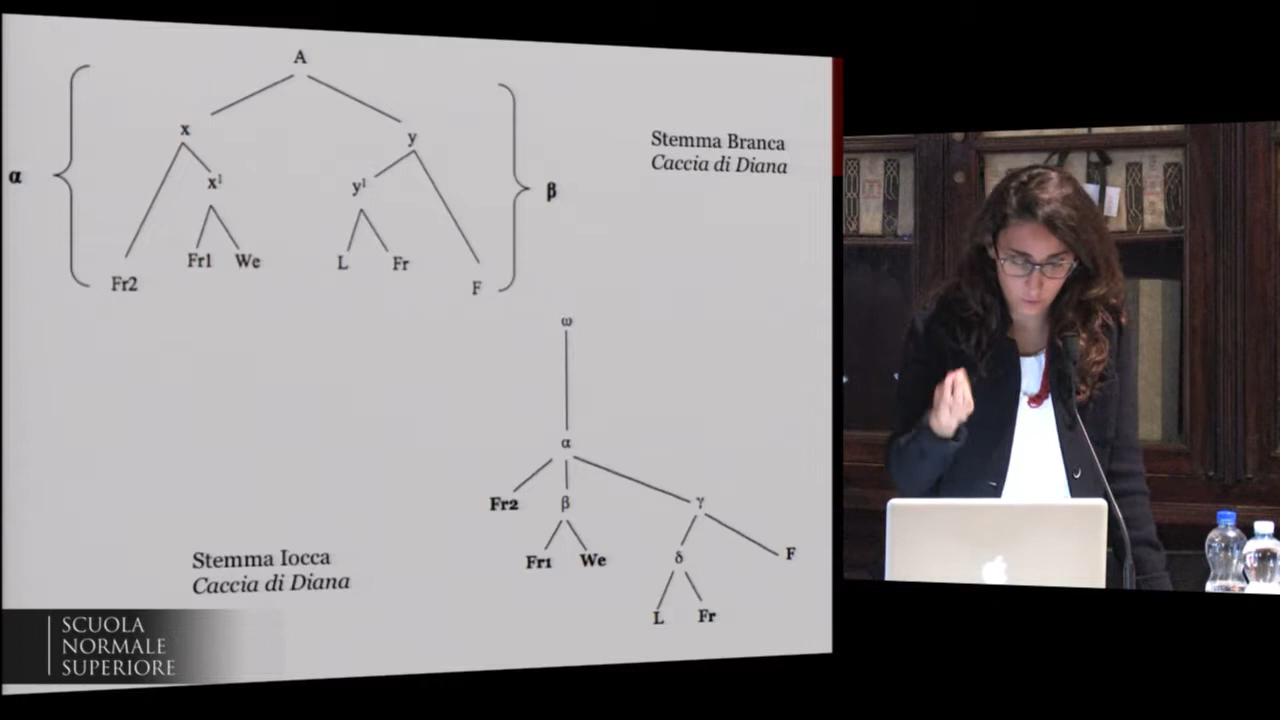 A
x
y
Stemma Branca
Caccia di Diana
α
x¹
y¹
β
Fr1
We
L
Fr
Fr2
F
ω
α
Fr2
β
γ
Stemma Iocca
Caccia di Diana
Fr1
We
δ
F
L
Fr
SCUOLA
NORMALE
SUPERIORE